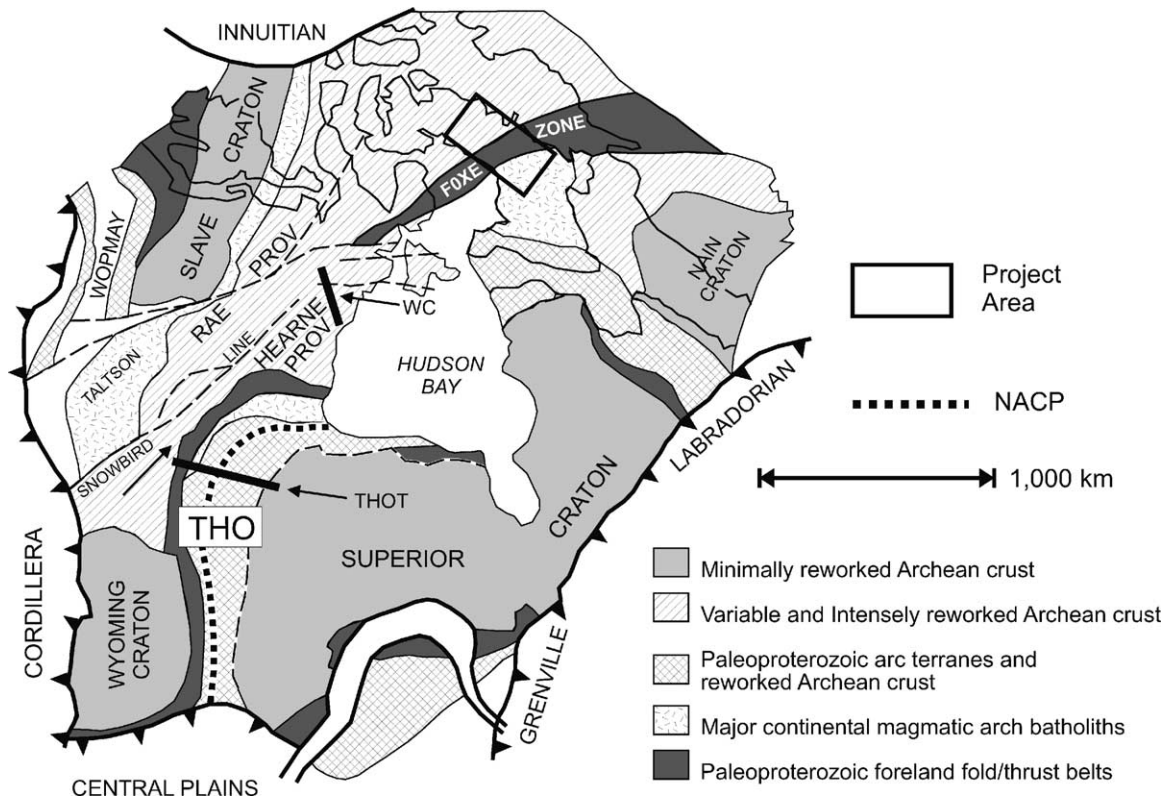 INNUITIAN
SLAVE
CRATON
WOPMAY
RAE
PROV
F0XE
ZONE
NAIN
CRATON
TALTSON
SNOWBIRD
LINE
HEARNE
PROV
WC
HUDSON
BAY
LABRADORIAN
THOT
THO
SUPERIOR
CRATON
CORDILLERA
WYOMING
CRATON
GRENVILLE
CENTRAL PLAINS
Project
Area
NACP
1,000 km
Minimally reworked Archean crust
Variable and Intensely reworked Archean crust
Paleoproterozoic arc terranes and
reworked Archean crust
Major continental magmatic arch batholiths
Paleoproterozoic foreland fold/thrust belts